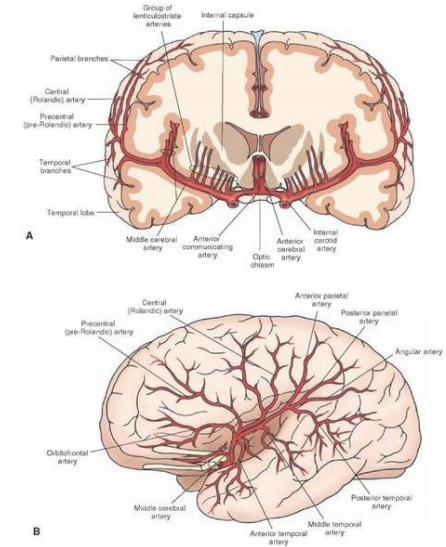 Group of
lenticulostriate
arteries
Internal capsule
Parietal branches
Central
(Rolandic) artery
Precentral
(pre-Rolandic) artery
Temporal
branches
Temporal lobe
A
Middle cerebral
artery
Anterior
communicating
artery
Optic
chiasm
Anterior
cerebral
artery
Internal
carotid
artery
Central
(Rolandic) artery
Precentral
(pre-Rolandic) artery
Anterior parietal
artery
Posterior parietal
artery
Angular artery
Orbitofrontal
artery
Middle cerebral
artery
Anterior temporal
artery
Middle temporal
artery
Posterior temporal
artery
B